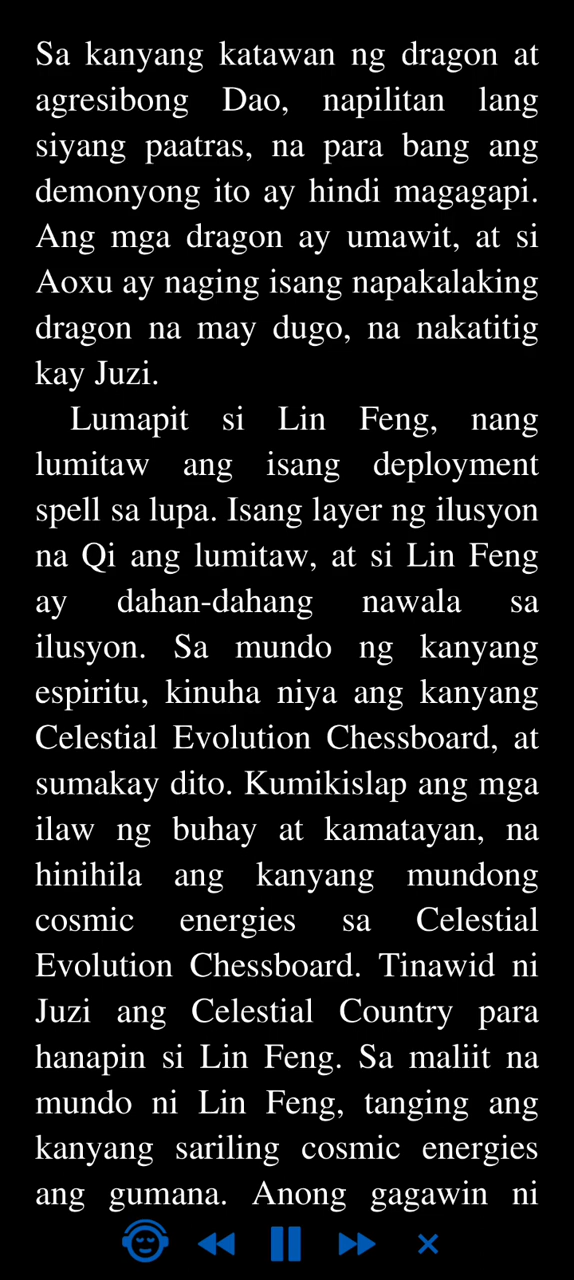 Sa kanyang katawan ng dragon at
agresibong Dao, napilitan lang
siyang paatras, na para bang ang
demonyong ito ay hindi magagapi.
Ang mga dragon ay umawit, at si
Aoxu ay naging isang napakalaking
dragon na may dugo, na nakatitig
kay Juzi.
Lumapit si Lin Feng, nang
lumitaw ang isang deployment
spell sa lupa. Isang layer ng ilusyon
na Qi ang lumitaw, at si Lin Feng
ay dahan-dahang nawala sa
ilusyon. Sa mundo ng kanyang
espiritu, kinuha niya ang kanyang
Celestial Evolution Chessboard, at
sumakay dito. Kumikislap ang mga
ilaw ng buhay at kamatayan, na
hinihila ang kanyang mundong
cosmic energies sa Celestial
Evolution Chessboard. Tinawid ni
Juzi ang Celestial Country para
hanapin si Lin Feng. Sa maliit na
mundo ni Lin Feng, tanging ang
kanyang sariling cosmic energies
ang gumana. Anong gagawin ni